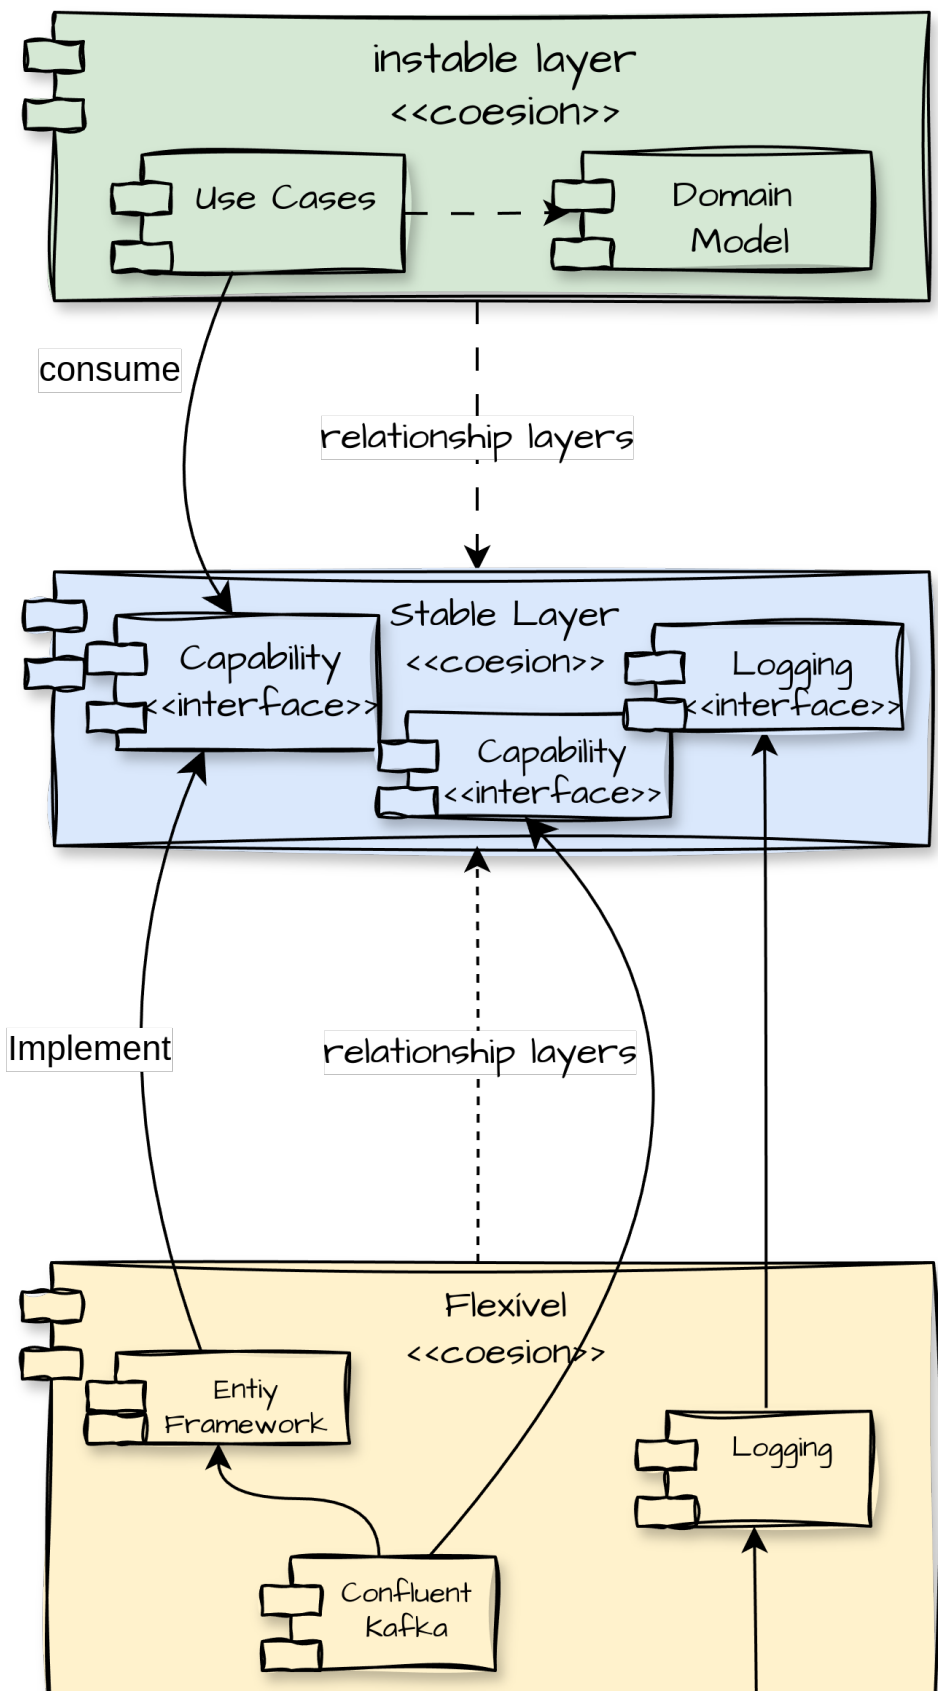 instable layer
<<coesion>>
Use Cases
Domain
Model
consume
relationship layers
Stable Layer
<<coesion>>
Capability
<<interface>>
Logging
<<interface>>
Capability
<<interface>>
Implement
relationship layers
Flexível
<<coesion>>
Entiy
Framework
Logging
Confluent
Kafka